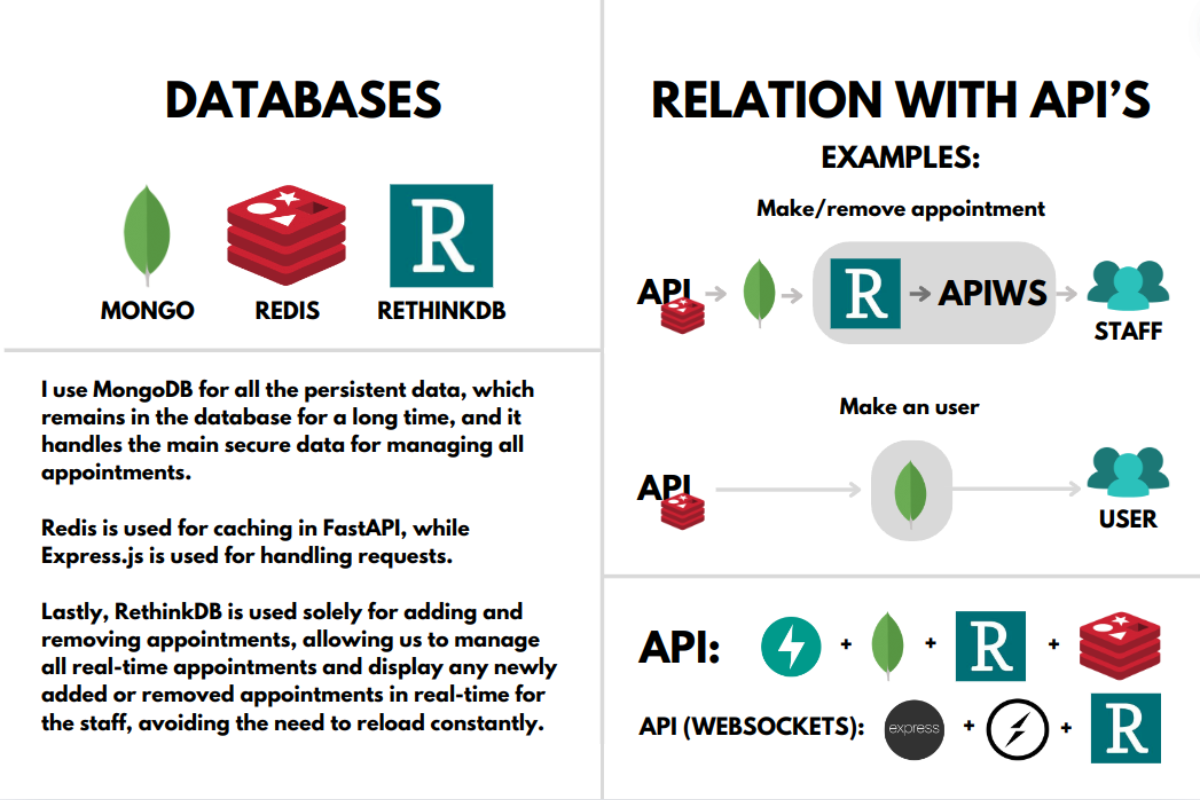 DATABASES
MONGO
REDIS
RETHINKDB
I use MongoDB for all the persistent data, which
remains in the database for a long time, and it
handles the main secure data for managing all
appointments.
Redis is used for caching in FastAPI, while
Express.js is used for handling requests.
Lastly, RethinkDB is used solely for adding and
removing appointments, allowing us to manage
all real-time appointments and display any newly
added or removed appointments in real-time for
the staff, avoiding the need to reload constantly.
RELATION WITH API’S
EXAMPLES:
Make/remove appointment
API
R
APIWS
STAFF
Make an user
API
USER
API: + + R +
API (WEBSOCKETS): express + + R
R